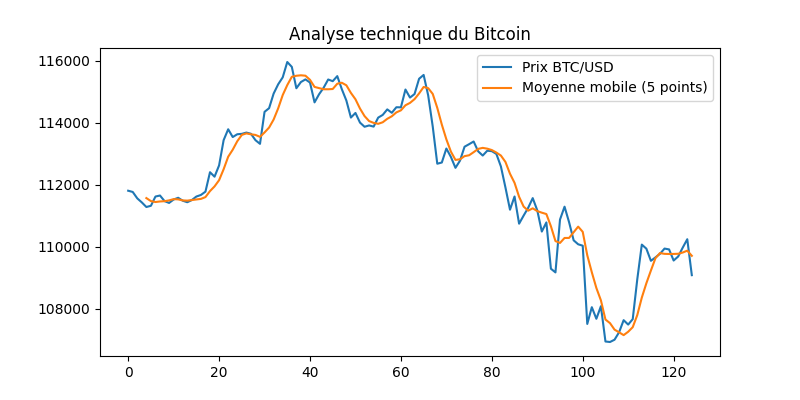 Analyse technique du Bitcoin
Prix BTC/USD
Moyenne mobile (5 points)
116000
114000
112000
110000
108000
0 20 40 60 80 100 120